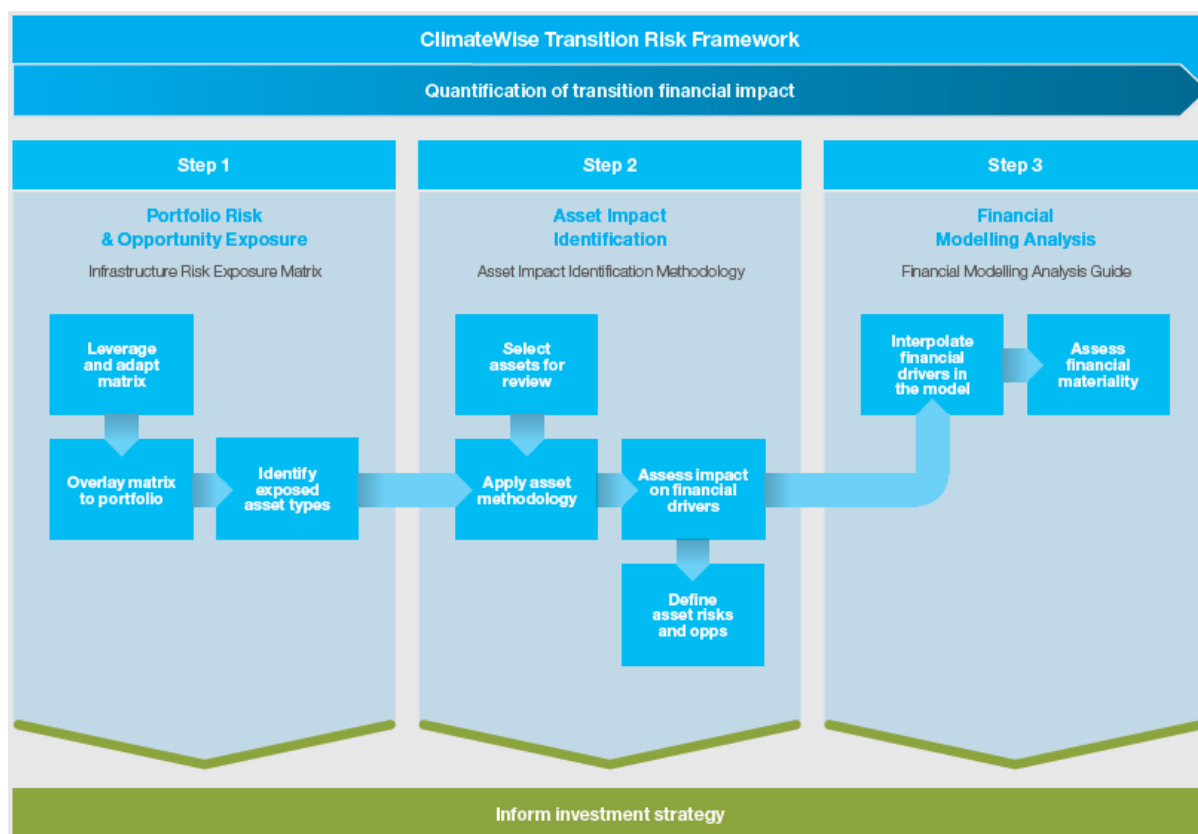 ClimateWise Transition Risk Framework
Quantification of transition financial impact
Step 1
Portfolio Risk
& Opportunity Exposure
Infrastructure Risk Exposure Matrix
Leverage
and adapt
matrix
Overlay matrix
to portfolio
Identify
exposed
asset types
Step 2
Asset Impact
Identification
Asset Impact Identification Methodology
Select
assets for
review
Apply asset
methodology
Assess impact
on financial
drivers
Define
asset risks
and opps
Step 3
Financial
Modelling Analysis
Financial Modelling Analysis Guide
Interpolate
financial
drivers in
the model
Assess
financial
materiality
Inform investment strategy